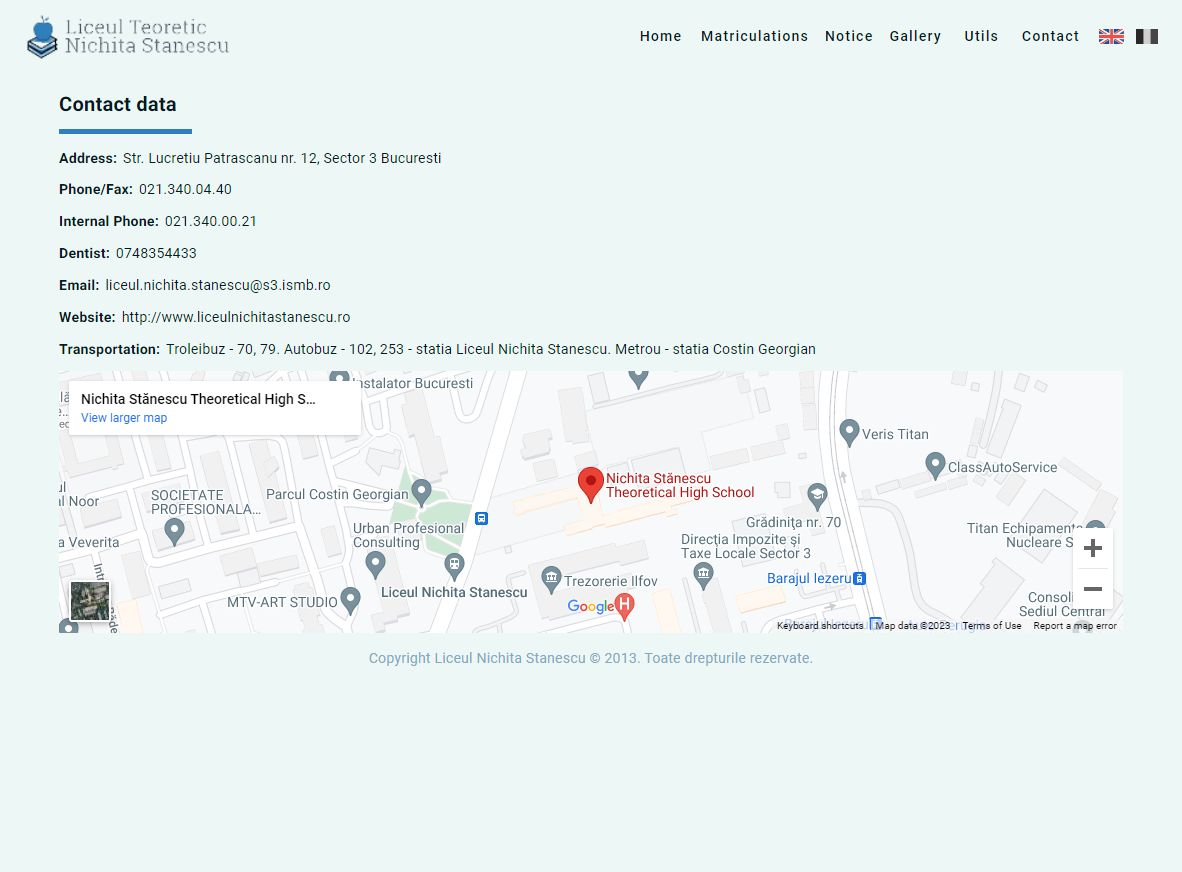 Liceul Teoretic
Nichita Stanescu
Home Matriculations Notice Gallery Utils Contact
Contact data
Address: Str. Lucretiu Patrascanu nr. 12, Sector 3 Bucuresti
Phone/Fax: 021.340.04.40
Internal Phone: 021.340.00.21
Dentist: 0748354433
Email: liceul.nichita.stanescu@s3.ismb.ro
Website: http://www.liceulnichitastanescu.ro
Transportation: Troleibuz - 70, 79. Autobuz - 102, 253 - statia Liceul Nichita Stanescu. Metrou - statia Costin Georgian
Instalator Bucuresti
Nichita Stănescu Theoretical High S...
View larger map
Veris Titan
ClassAutoService
Nichita Stănescu
Theoretical High School
Parcul Costin Georgian
SOCIETATE
PROFESIONALA...
l Noor
Grădinița nr. 70
Urban Profesional
Consulting
Titan Echipamente
Nuclere S
a Veverita
Direcţia Impozite şi
Taxe Locale Sector 3
Trezorerie Ilfov
Barajul Iezeru
Liceul Nichita Stanescu
MTV-ART STUDIO
Google
H
Consoli
Sediul Central
Keyboard shortcuts
Map data ©2023
Terms of Use
Report a map error
Copyright Liceul Nichita Stanescu © 2013. Toate drepturile rezervate.